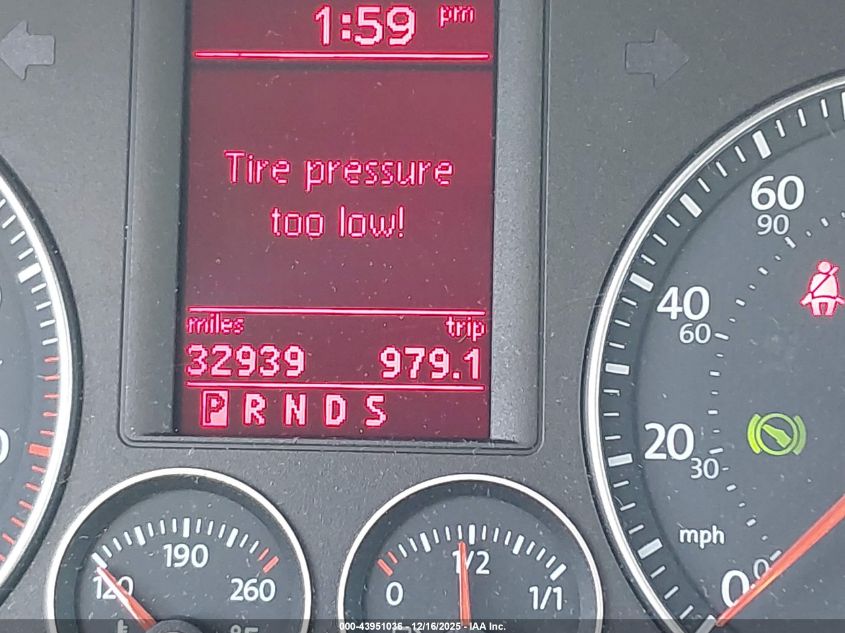 1:59 pm
Tire pressure
too low!
miles trip
32939 979.1
P R N D S
60
90
40
60
20
30
mph
0
0
190
120 260
°F
1/2
0 1/1
000-43951036 - 12/16/2025 - IAA Inc.